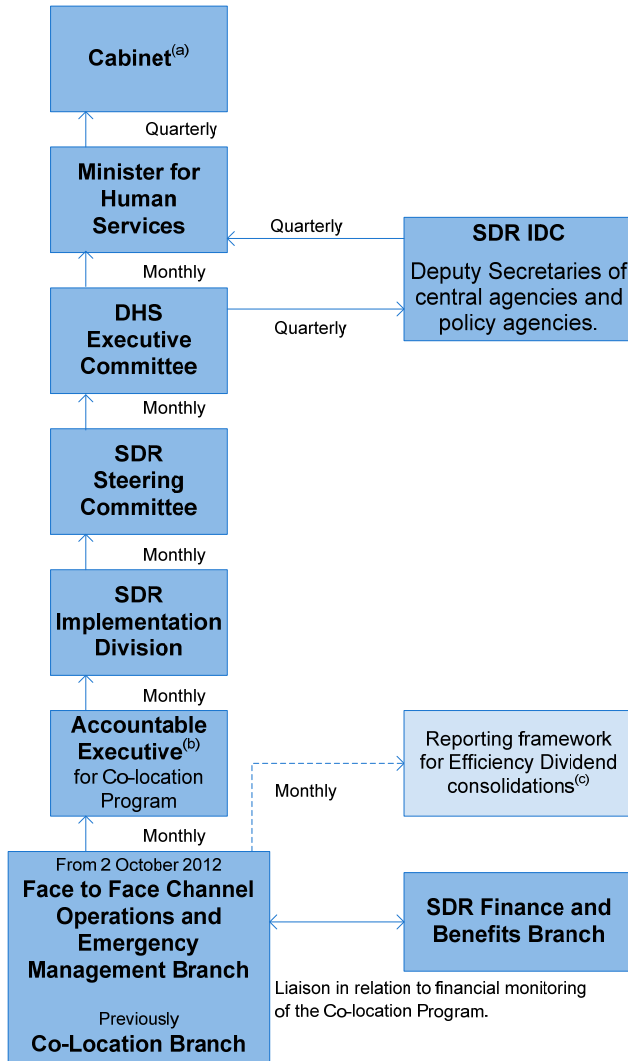 Cabinet(a)
Quarterly
Minister for
Human
Services
Quarterly
SDR IDC
Deputy Secretaries of
central agencies and
policy agencies.
Monthly
DHS
Executive
Committee
Quarterly
Monthly
SDR
Steering
Committee
Monthly
SDR
Implementation
Division
Monthly
Accountable
Executive(b)
for Co-location
Program
Reporting framework
for Efficiency Dividend
consolidations(c)
Monthly
Monthly
From 2 October 2012
Face to Face Channel
Operations and
Emergency
Management Branch
Previously
Co-Location Branch
SDR Finance and
Benefits Branch
Liaison in relation to financial monitoring
of the Co-location Program.